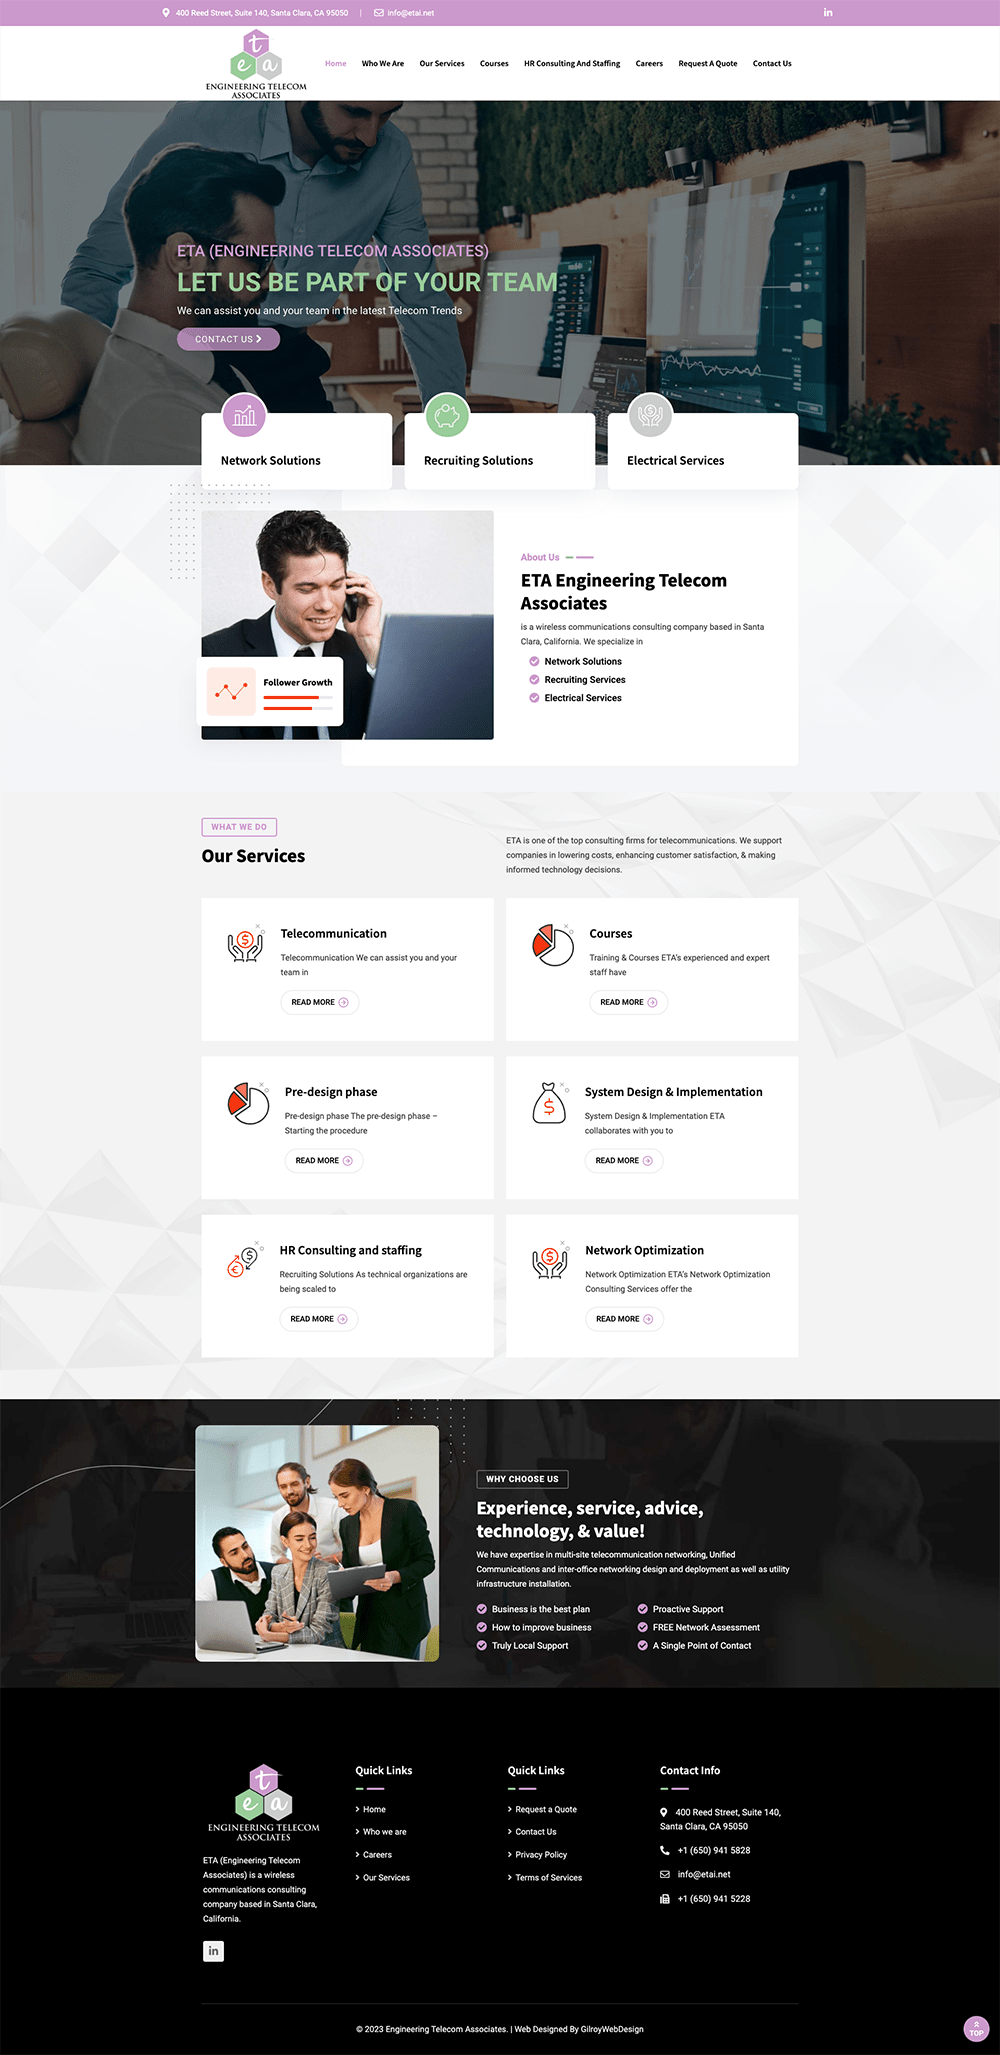 400 Reed Street, Suite 140, Santa Clara, CA 95050 | info@etai.net
t
e a
ENGINEERING TELECOM
ASSOCIATES
Home Who We Are Our Services Courses HR Consulting And Staffing Careers Request A Quote Contact Us
ETA (ENGINEERING TELECOM ASSOCIATES)
LET US BE PART OF YOUR TEAM
We can assist you and your team in the latest Telecom Trends
CONTACT US
Network Solutions
Recruiting Solutions
Electrical Services
Follower Growth
About Us
ETA Engineering Telecom
Associates
is a wireless communications consulting company based in Santa
Clara, California. We specialize in
Network Solutions
Recruiting Services
Electrical Services
WHAT WE DO
Our Services
ETA is one of the top consulting firms for telecommunications. We support
companies in lowering costs, enhancing customer satisfaction, & making
informed technology decisions.
Telecommunication
Telecommunication We can assist you and your
team in
READ MORE
Courses
Training & Courses ETA's experienced and expert
staff have
READ MORE
Pre-design phase
Pre-design phase The pre-design phase –
Starting the procedure
READ MORE
System Design & Implementation
System Design & Implementation ETA
collaborates with you to
READ MORE
HR Consulting and staffing
Recruiting Solutions As technical organizations are
being scaled to
READ MORE
Network Optimization
Network Optimization ETA's Network Optimization
Consulting Services offer the
READ MORE
WHY CHOOSE US
Experience, service, advice,
technology, & value!
We have expertise in multi-site telecommunication networking, Unified
Communications and inter-office networking design and deployment as well as utility
infrastructure installation.
Business is the best plan
How to improve business
Truly Local Support
Proactive Support
FREE Network Assessment
A Single Point of Contact
t
e a
ENGINEERING TELECOM
ASSOCIATES
ETA (Engineering Telecom
Associates) is a wireless
communications consulting
company based in Santa Clara,
California.
in
Quick Links
Home
Who we are
Careers
Our Services
Quick Links
Request a Quote
Contact Us
Privacy Policy
Terms of Services
Contact Info
400 Reed Street, Suite 140,
Santa Clara, CA 95050
+1 (650) 941 5828
info@etai.net
+1 (650) 941 5228
© 2023 Engineering Telecom Associates. | Web Designed By GilroyWebDesign
TOP